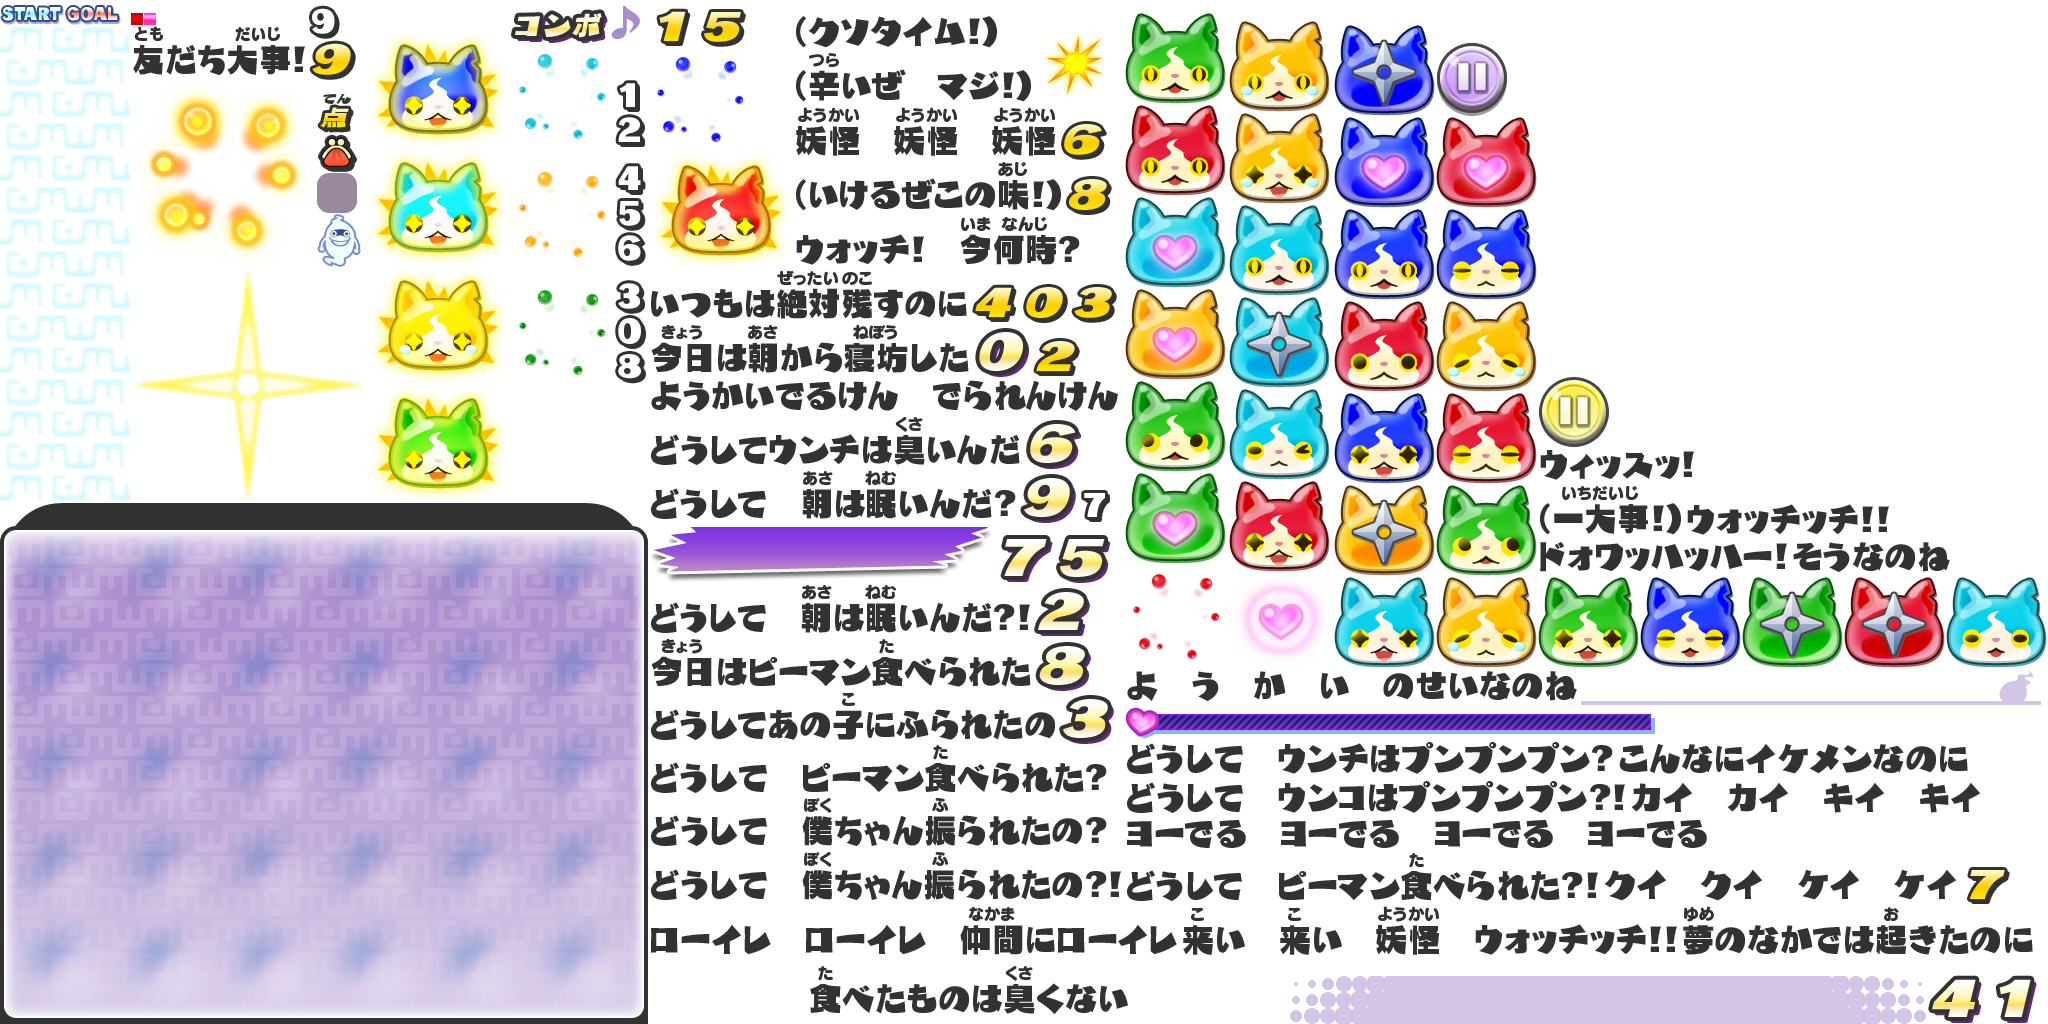 START GOAL
友だち大事!
とも だいじ
9
9
てん
点
コンボ♪
15
1
2
4
5
6
3
0
8
(クソタイム!)
つら
(辛いぜ マジ!)
ようかい ようかい ようかい
妖怪 妖怪 妖怪
6
あじ
(いけるぜこの味!)
8
いま なんじ
ウォッチ! 今何時?
ぜったい のこ
いつもは絶対残すのに
403
きょう あさ ねぼう
今日は朝から寝坊した
0 2
ようかいでるけん でられんけん
くさ
どうしてウンチは臭いんだ
6
あさ ねむ
どうして 朝は眠いんだ?
9 7
75
あさ ねむ
どうして 朝は眠いんだ?!
2
きょう た
今日はピーマン食べられた
8
こ
どうしてあの子にふられたの
3
た
どうして ピーマン食べられた?
ぼく ふ
どうして 僕ちゃん振られたの?
ぼく ふ
どうして 僕ちゃん振られたの?!
なかま
ローイレ ローイレ 仲間にローイレ
た くさ
食べたものは臭くない
ウィッスッ!
いちだいじ
(一大事!)ウォッチッチ!!
ドォワッハッハー!そうなのね
よ う か い のせいなのね
どうして ウンチはプンプンプン?こんなにイケメンなのに
どうして ウンコはプンプンプン?!カイ カイ キイ キイ
ヨーでる ヨーでる ヨーでる ヨーでる
た
どうして ピーマン食べられた?!クイ クイ ケイ ケイ
7
こ こ ようかい ゆめ お
来い 来い 妖怪 ウォッチッチ!!夢のなかでは起きたのに
41